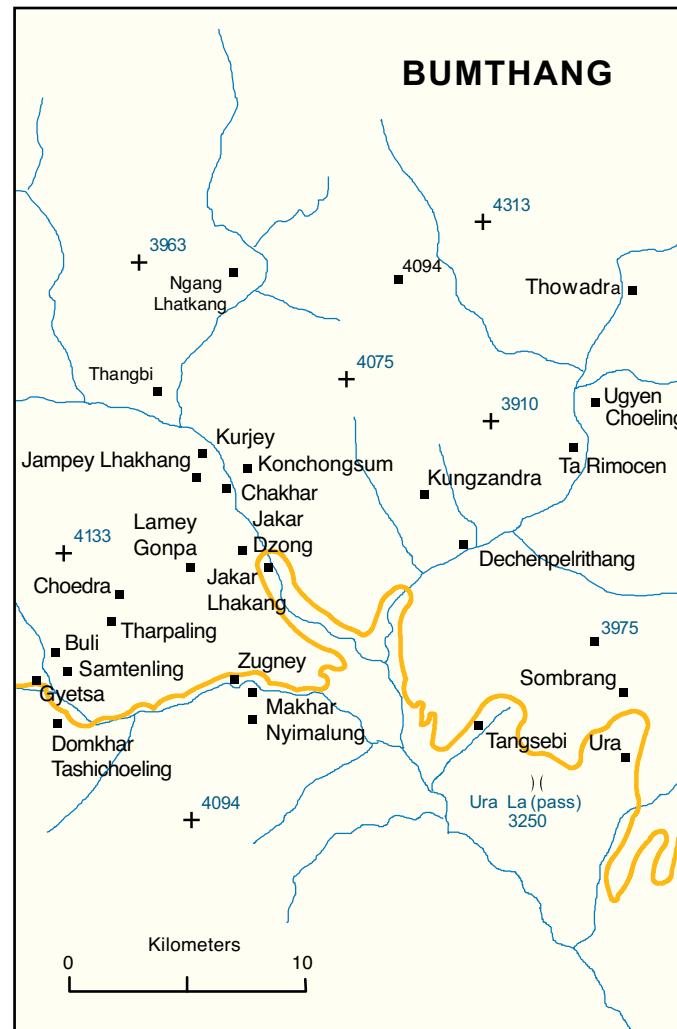 BUMTHANG
4313
3963
4094
Ngang
Lhatkang
Thowadra
4075
Thangbi
3910
Ugyen
Choeling
Kurjey
Jampey Lhakhang
Konchongsum
Ta Rimocen
Kungzandra
Chakhar
Lamey
Gonpa
Jakar
Dzong
4133
Dechenpelrithang
Jakar
Lhakang
Choedra
Tharpaling
3975
Buli
Zugney
Samtenling
Sombrang
Gyetsa
Makhar
Nyimalung
Domkhar
Tashichoeling
Tangsebi
Ura
Ura La (pass)
3250
4094
Kilometers
0
10